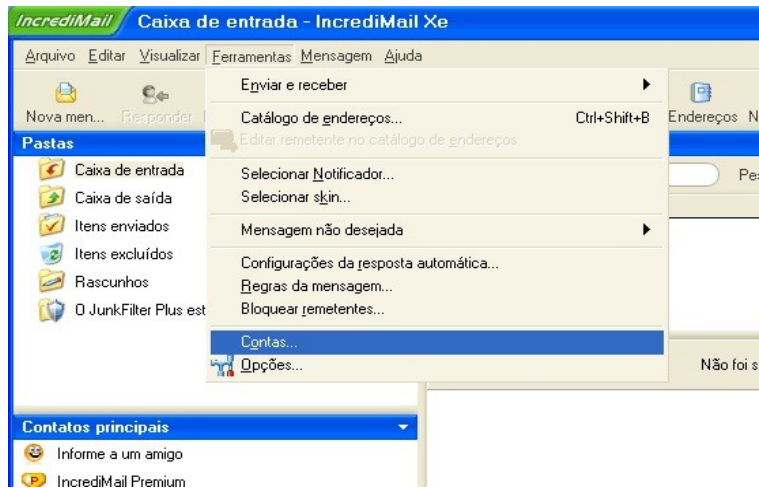 IncrediMail Caixa de entrada - IncrediMail Xe
Arquivo Editar Visualizar Ferramentas Mensagem Ajuda
Nova men... Responder Endereços N
Pastas
Caixa de entrada
Caixa de saída
Itens enviados
Itens excluídos
Rascunhos
O JunkFilter Plus est
Enviar e receber
Catálogo de endereços... Ctrl+Shift+B
Editar remetente no catálogo de endereços
Selecionar Notificador...
Selecionar skin...
Mensagem não desejada
Configurações da resposta automática...
Regras da mensagem...
Bloquear remetentes...
Contas...
Opções...
Pe
Não foi s
Contatos principais
Informe a um amigo
IncrediMail Premium